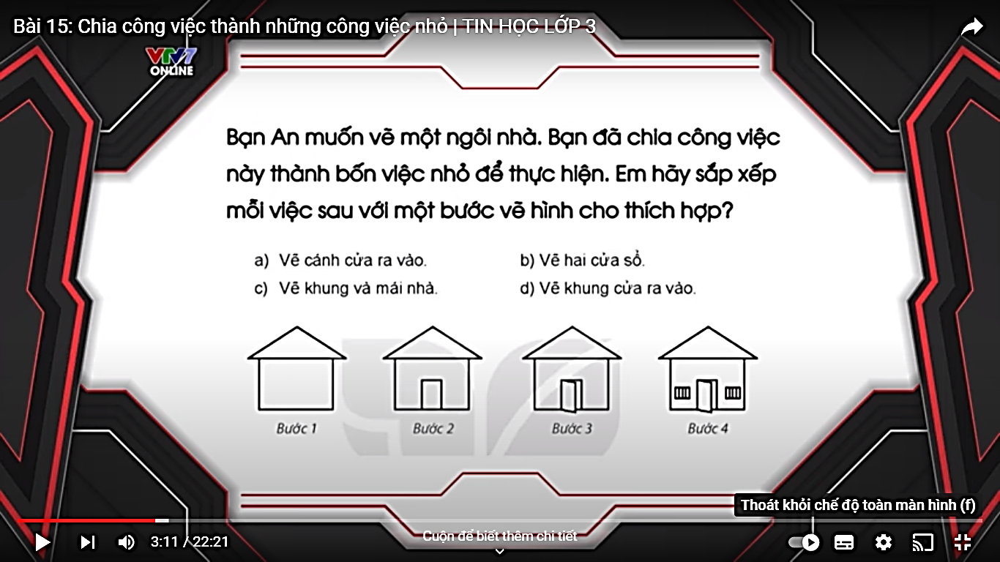 Bài 15: Chia công việc thành những công việc nhỏ | TIN HỌC LỚP 3
VTV7
ONLINE
Bạn An muốn vẽ một ngôi nhà. Bạn đã chia công việc
này thành bốn việc nhỏ để thực hiện. Em hãy sắp xếp
mỗi việc sau với một bước vẽ hình cho thích hợp?
a) Vẽ cánh cửa ra vào.
b) Vẽ hai cửa sổ.
c) Vẽ khung và mái nhà.
d) Vẽ khung cửa ra vào.
Bước 1
Bước 2
Bước 3
Bước 4
Thoát khỏi chế độ toàn màn hình (f)
Cuộn để biết thêm chi tiết
3:11 / 22:21